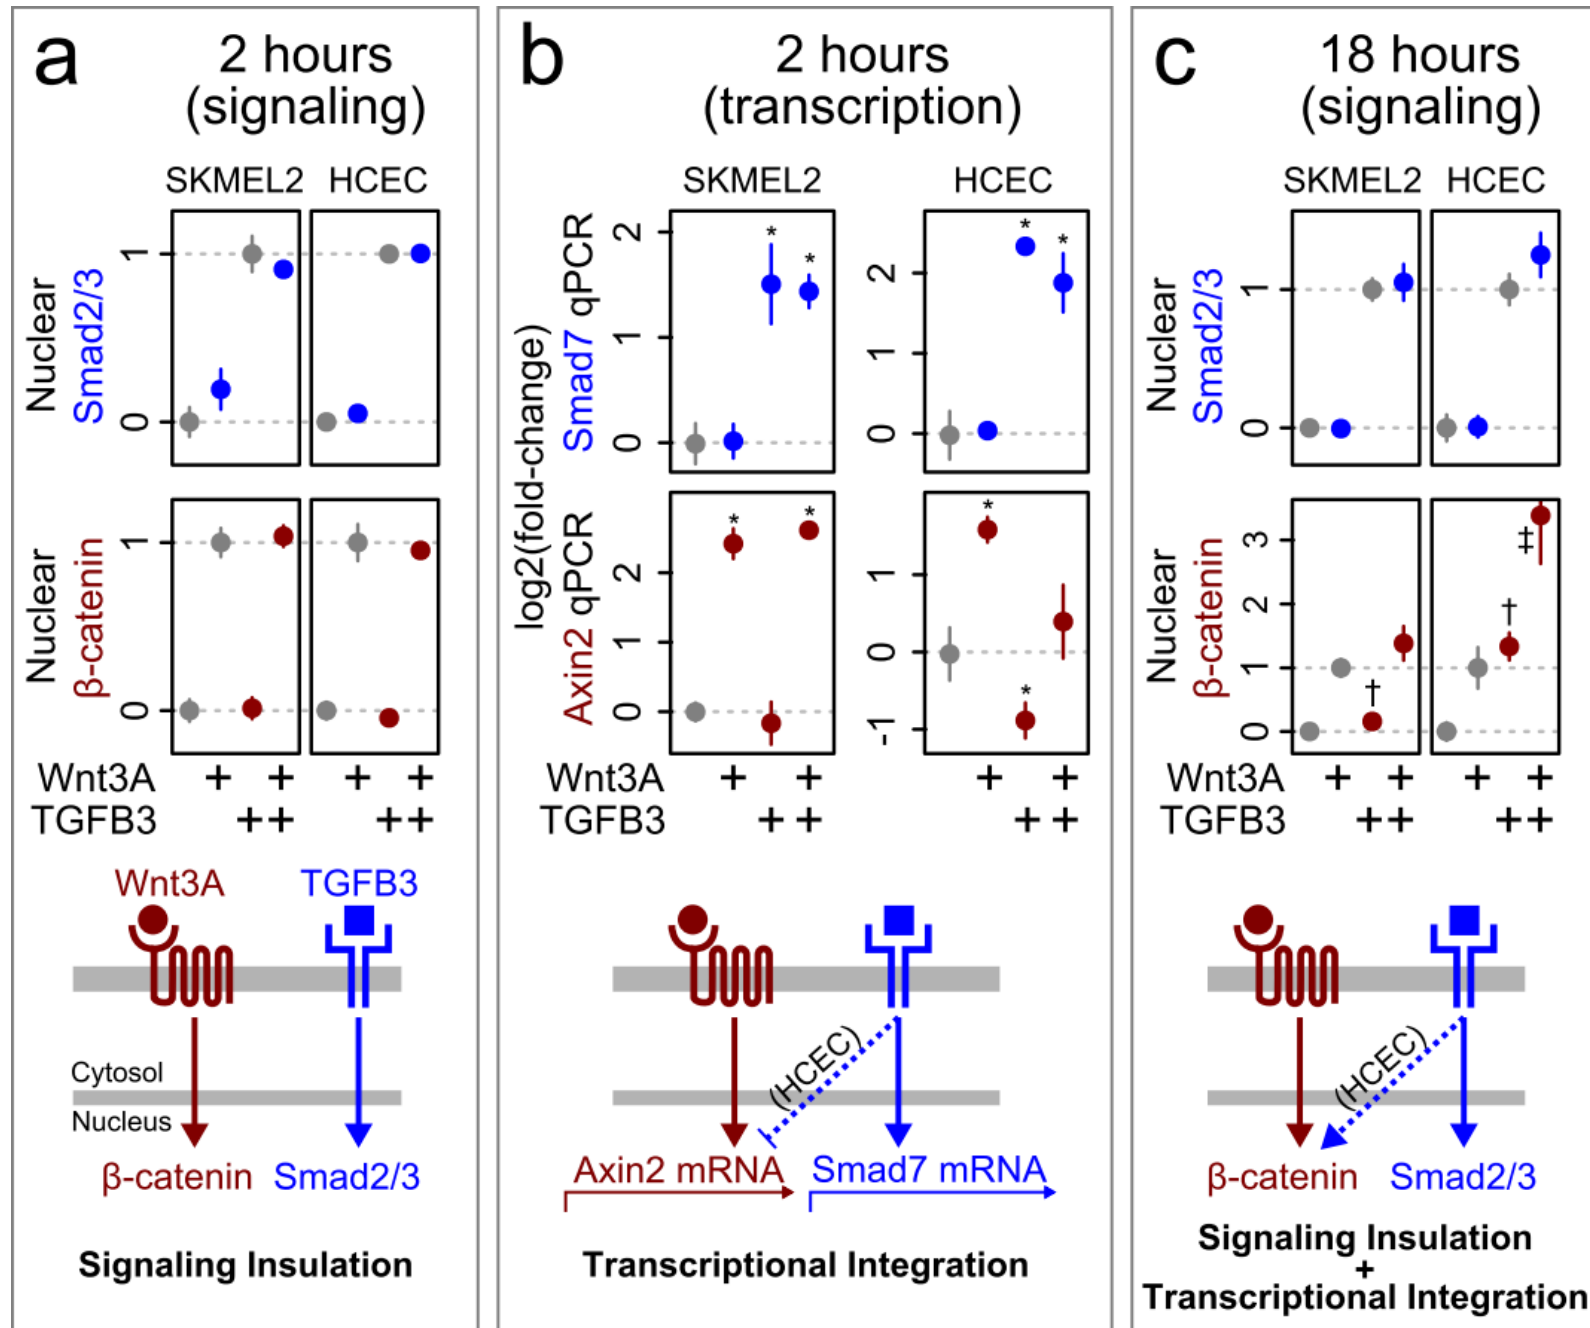 a
2 hours
(signaling)
SKMEL2 HCEC
Nuclear
Smad2/3
1
0
Nuclear
β-catenin
1
0
Wnt3A + + + +
TGFB3 ++ ++
Wnt3A TGFB3
Cytosol
Nucleus
β-catenin Smad2/3
Signaling Insulation
b
2 hours
(transcription)
SKMEL2 HCEC
log2(fold-change)
Smad7 qPCR
2
1
0
* *
2
1
0
* *
Axin2 qPCR
2
1
0
* *
1
0
-1
* *
Wnt3A + + + +
TGFB3 ++ ++
(HCEC)
Axin2 mRNA Smad7 mRNA
Transcriptional Integration
c
18 hours
(signaling)
SKMEL2 HCEC
Nuclear
Smad2/3
1
0
Nuclear
β-catenin
3
2
1
0
† † ‡
Wnt3A + + + +
TGFB3 ++ ++
(HCEC)
β-catenin Smad2/3
Signaling Insulation
+
Transcriptional Integration